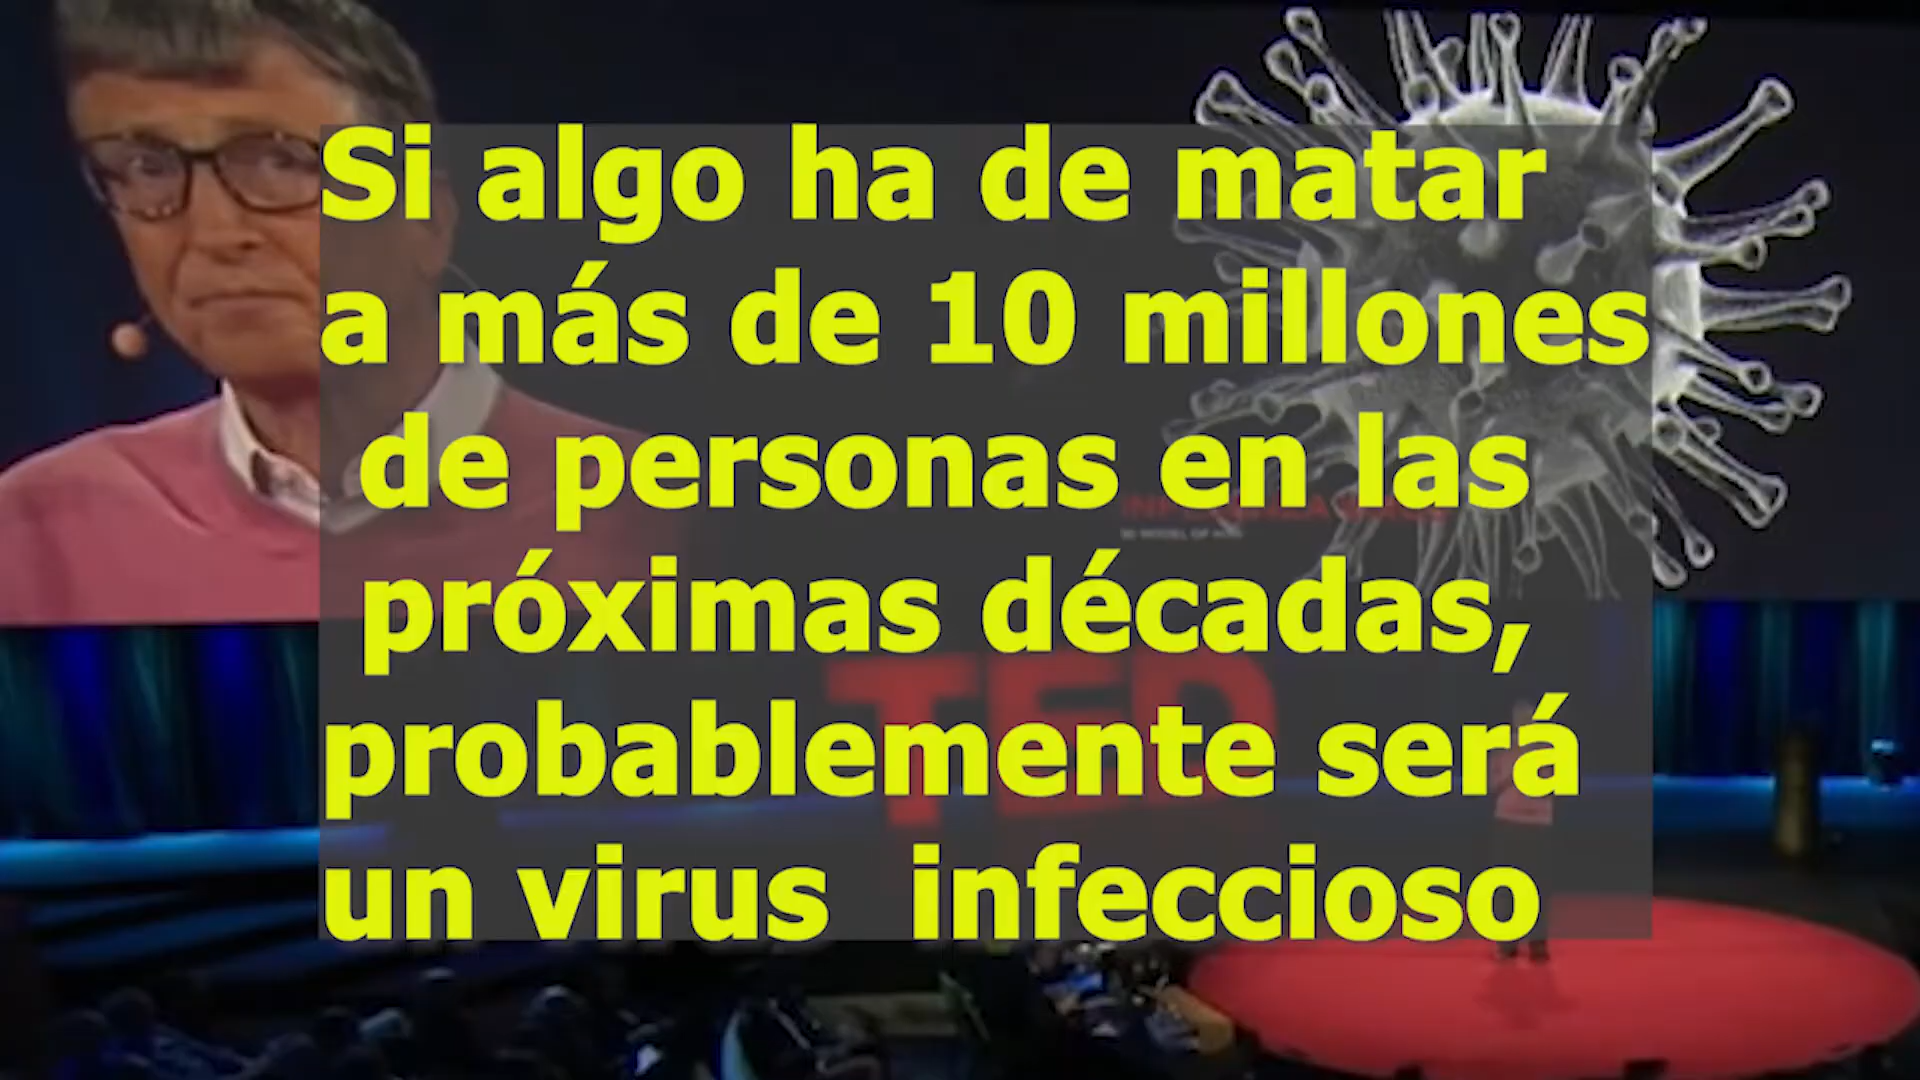 Si algo ha de matar
a más de 10 millones
de personas en las
próximas décadas,
probablemente será
un virus infeccioso
TED